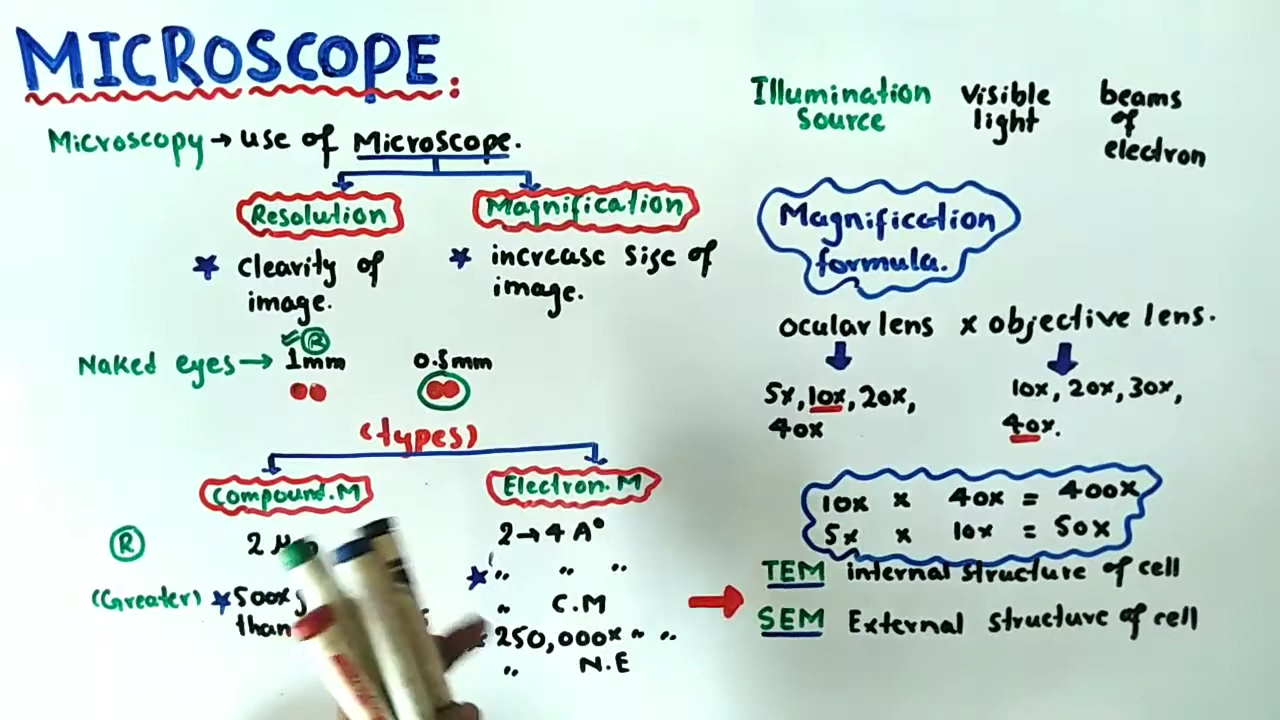 MICROSCOPE:
Microscopy → use of Microscope.
Resolution
* clearity of
image.
Magnification
* increase size of
image.
R
Naked eyes → 1mm 0.5mm
(types)
Compound.M
Electron.M
R 2 2→4 A°
* " " "
(Greater) * 500x
than
" C.M
250,000x " "
" N.E
Illumination
Source
visible
light
beams
of
electron
Magnification
formula.
ocular lens x objective lens.
5x, 10x, 20x,
40x
10x, 20x, 30x,
40x.
10x x 40x = 400x
5x x 10x = 50x
TEM internal structure of cell
SEM External structure of cell